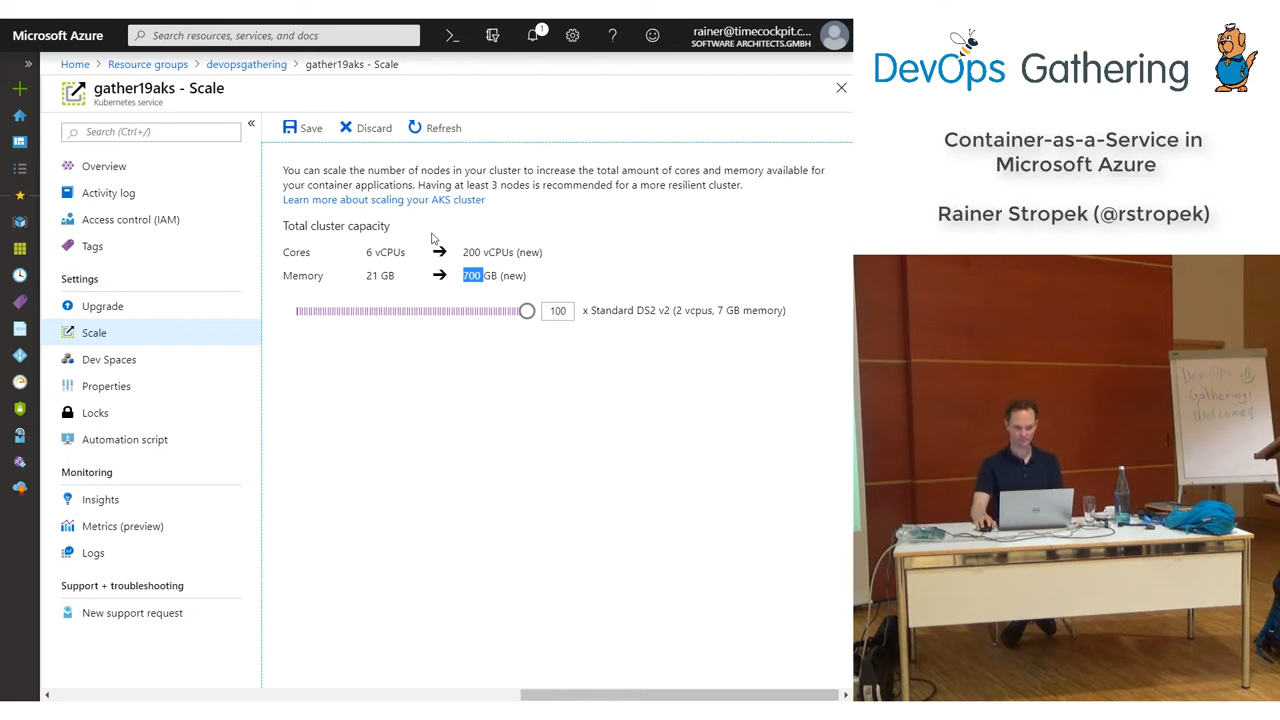 Microsoft Azure
Search resources, services, and docs
1
rainer@timecockpit.c...
SOFTWARE ARCHITECTS.GMBH
Home
Resource groups
devopsgathering
gather19aks - Scale
gather19aks - Scale
Kubernetes service
Search (Ctrl+/)
Overview
Activity log
Access control (IAM)
Tags
Settings
Upgrade
Scale
Dev Spaces
Properties
Locks
Automation script
Monitoring
Insights
Metrics (preview)
Logs
Support + troubleshooting
New support request
Save
Discard
Refresh
You can scale the number of nodes in your cluster to increase the total amount of cores and memory available for
your container applications. Having at least 3 nodes is recommended for a more resilient cluster.
Learn more about scaling your AKS cluster
Total cluster capacity
Cores 6 vCPUs 200 vCPUs (new)
Memory 21 GB 700 GB (new)
100 x Standard DS2 v2 (2 vcpus, 7 GB memory)
DevOps Gathering
Container-as-a-Service in
Microsoft Azure
Rainer Stropek (@rstropek)
DevOps
Gathering!
Welcome!
DELL